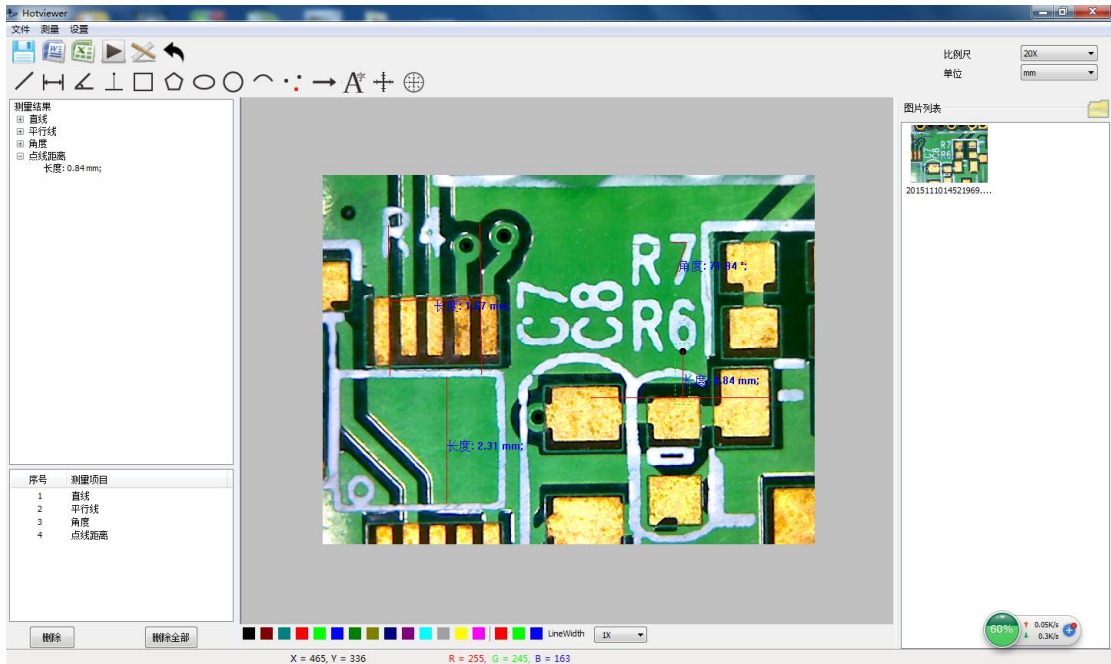 Hotviewer
文件 测量 设置
比例尺 20X
单位 mm
测量结果
直线
平行线
角度
点线距离
长度: 0.84 mm;
图片列表
2015111014521969....
R4
R7
角度: 71.84 °;
C7
C8
R6
长度: 1.67 mm;
长度: 0.84 mm;
长度: 2.31 mm;
序号 测量项目
1 直线
2 平行线
3 角度
4 点线距离
删除 删除全部
LineWidth 1X
60%
0.05K/s
0.3K/s
X = 465, Y = 336 R = 255, G = 245, B = 163